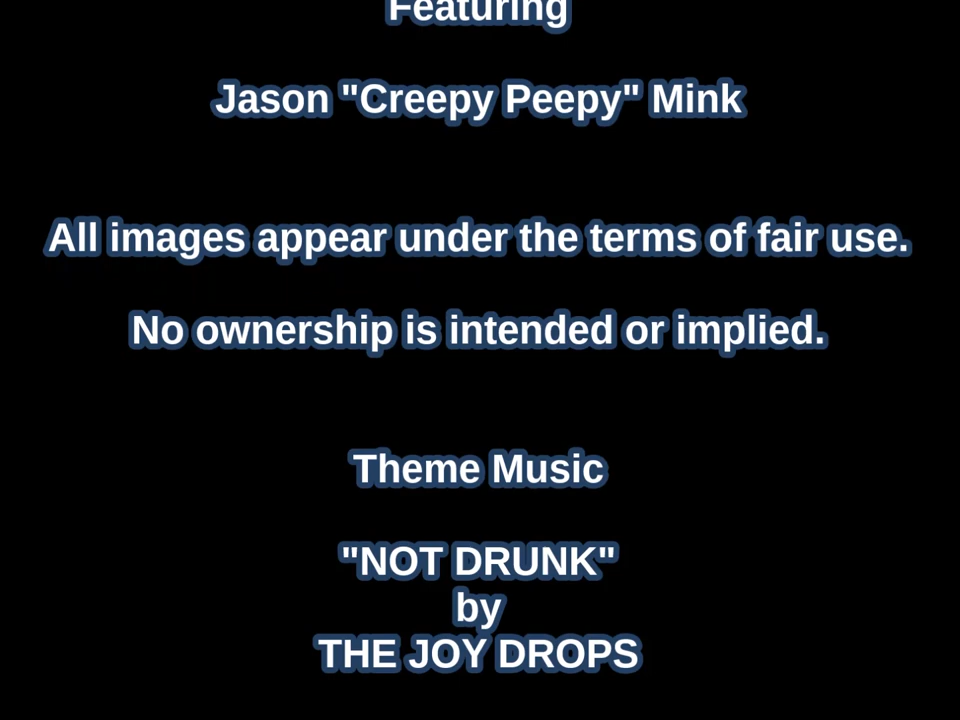 Featuring
Jason "Creepy Peepy" Mink
All images appear under the terms of fair use.
No ownership is intended or implied.
Theme Music
"NOT DRUNK"
by
THE JOY DROPS